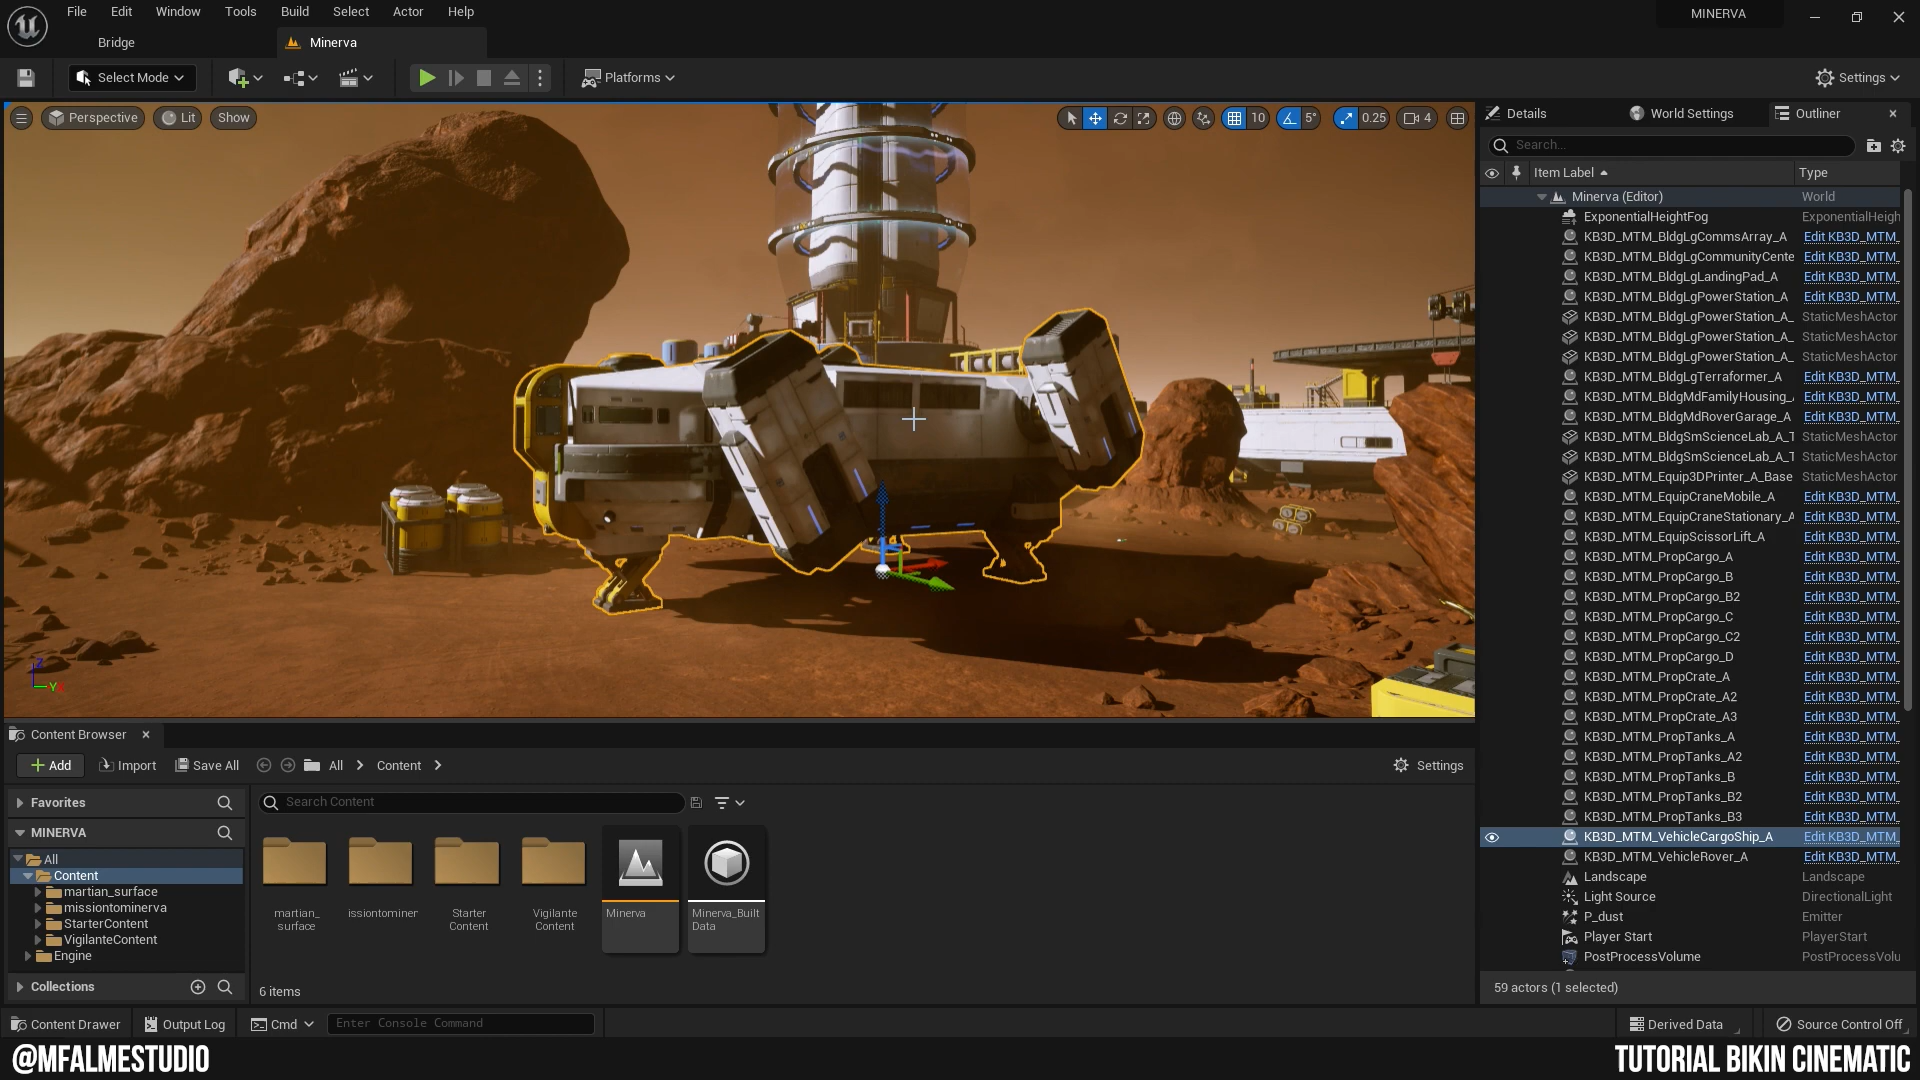 File Edit Window Tools Build Select Actor Help
MINERVA
Bridge
Minerva
Select Mode
Platforms
Settings
Perspective
Lit
Show
10
5°
0.25
4
Details
World Settings
Outliner
Search...
Item Label
Type
Minerva (Editor) World
ExponentialHeightFog ExponentialHeigh
KB3D_MTM_BldgLgCommsArray_A Edit KB3D_MTM_
KB3D_MTM_BldgLgCommunityCente Edit KB3D_MTM_
KB3D_MTM_BldgLgLandingPad_A Edit KB3D_MTM_
KB3D_MTM_BldgLgPowerStation_A Edit KB3D_MTM_
KB3D_MTM_BldgLgPowerStation_A_ StaticMeshActor
KB3D_MTM_BldgLgPowerStation_A_ StaticMeshActor
KB3D_MTM_BldgLgPowerStation_A_ StaticMeshActor
KB3D_MTM_BldgLgTerraformer_A Edit KB3D_MTM_
KB3D_MTM_BldgMdFamilyHousing_ Edit KB3D_MTM_
KB3D_MTM_BldgMdRoverGarage_A Edit KB3D_MTM_
KB3D_MTM_BldgSmScienceLab_A_T StaticMeshActor
KB3D_MTM_BldgSmScienceLab_A_T StaticMeshActor
KB3D_MTM_Equip3DPrinter_A_Base StaticMeshActor
KB3D_MTM_EquipCraneMobile_A Edit KB3D_MTM_
KB3D_MTM_EquipCraneStationary_A Edit KB3D_MTM_
KB3D_MTM_EquipScissorLift_A Edit KB3D_MTM_
KB3D_MTM_PropCargo_A Edit KB3D_MTM_
KB3D_MTM_PropCargo_B Edit KB3D_MTM_
KB3D_MTM_PropCargo_B2 Edit KB3D_MTM_
KB3D_MTM_PropCargo_C Edit KB3D_MTM_
KB3D_MTM_PropCargo_C2 Edit KB3D_MTM_
KB3D_MTM_PropCargo_D Edit KB3D_MTM_
KB3D_MTM_PropCrate_A Edit KB3D_MTM_
KB3D_MTM_PropCrate_A2 Edit KB3D_MTM_
KB3D_MTM_PropCrate_A3 Edit KB3D_MTM_
KB3D_MTM_PropTanks_A Edit KB3D_MTM_
KB3D_MTM_PropTanks_A2 Edit KB3D_MTM_
KB3D_MTM_PropTanks_B Edit KB3D_MTM_
KB3D_MTM_PropTanks_B2 Edit KB3D_MTM_
KB3D_MTM_PropTanks_B3 Edit KB3D_MTM_
KB3D_MTM_VehicleCargoShip_A Edit KB3D_MTM_
KB3D_MTM_VehicleRover_A Edit KB3D_MTM_
Landscape Landscape
Light Source DirectionalLight
P_dust Emitter
Player Start PlayerStart
PostProcessVolume PostProcessVolu
59 actors (1 selected)
Z
Y
Content Browser
Add
Import
Save All
All
Content
Settings
Favorites
MINERVA
All
Content
martian_surface
missiontominerva
StarterContent
VigilanteContent
Engine
Collections
Search Content
martian_
surface
issiontominer
Starter
Content
Vigilante
Content
Minerva
Minerva_Built
Data
6 items
Content Drawer
Output Log
Cmd
Enter Console Command
Derived Data
Source Control Off
@MFALMESTUDIO
TUTORIAL BIKIN CINEMATIC